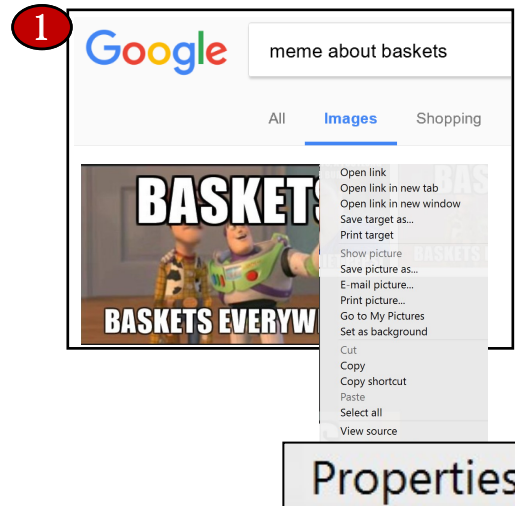 1
Google
meme about baskets
All Images Shopping
BASKETS
BASKETS EVERYW
Open link
Open link in new tab
Open link in new window
Save target as...
Print target
Show picture
Save picture as...
E-mail picture...
Print picture...
Go to My Pictures
Set as background
Cut
Copy
Copy shortcut
Paste
Select all
View source
Properties